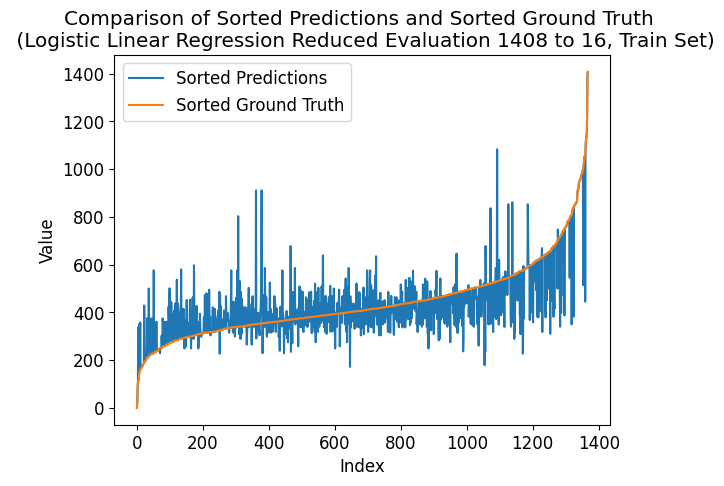 Comparison of Sorted Predictions and Sorted Ground Truth
(Logistic Linear Regression Reduced Evaluation 1408 to 16, Train Set)
Sorted Predictions
Sorted Ground Truth
1400
1200
1000
800
600
400
200
0
Value
0 200 400 600 800 1000 1200 1400
Index